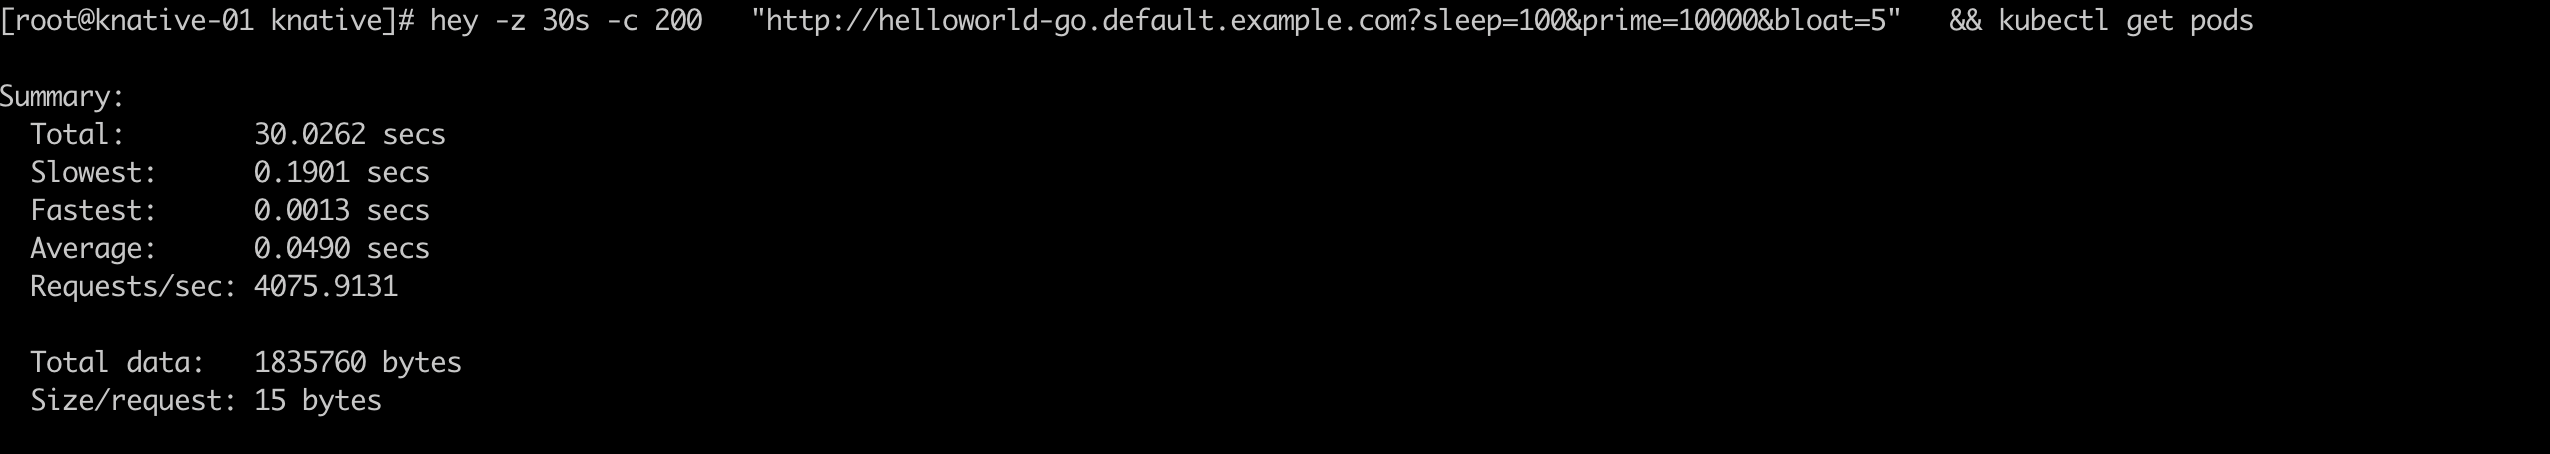 [root@knative-01 knative]# hey -z 30s -c 200   "http://helloworld-go.default.example.com?sleep=100&prime=10000&bloat=5"   && kubectl get pods
Summary:
  Total:        30.0262 secs
  Slowest:      0.1901 secs
  Fastest:      0.0013 secs
  Average:      0.0490 secs
  Requests/sec: 4075.9131
  Total data:   1835760 bytes
  Size/request: 15 bytes